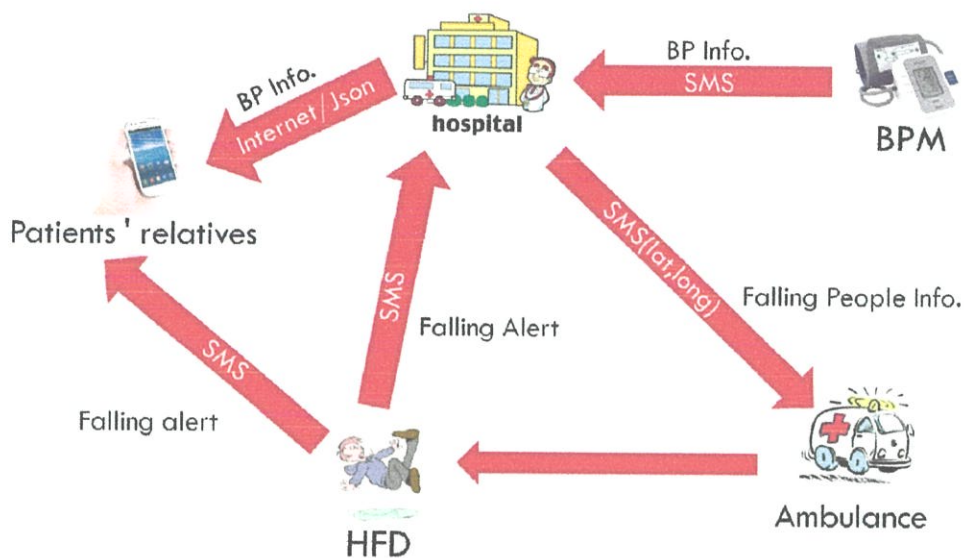 BP Info.
Internet/Json
hospital
BP Info.
SMS
BPM
Patients' relatives
SMS
Falling alert
SMS
Falling Alert
SMS(lat,long)
Falling People Info.
HFD
Ambulance